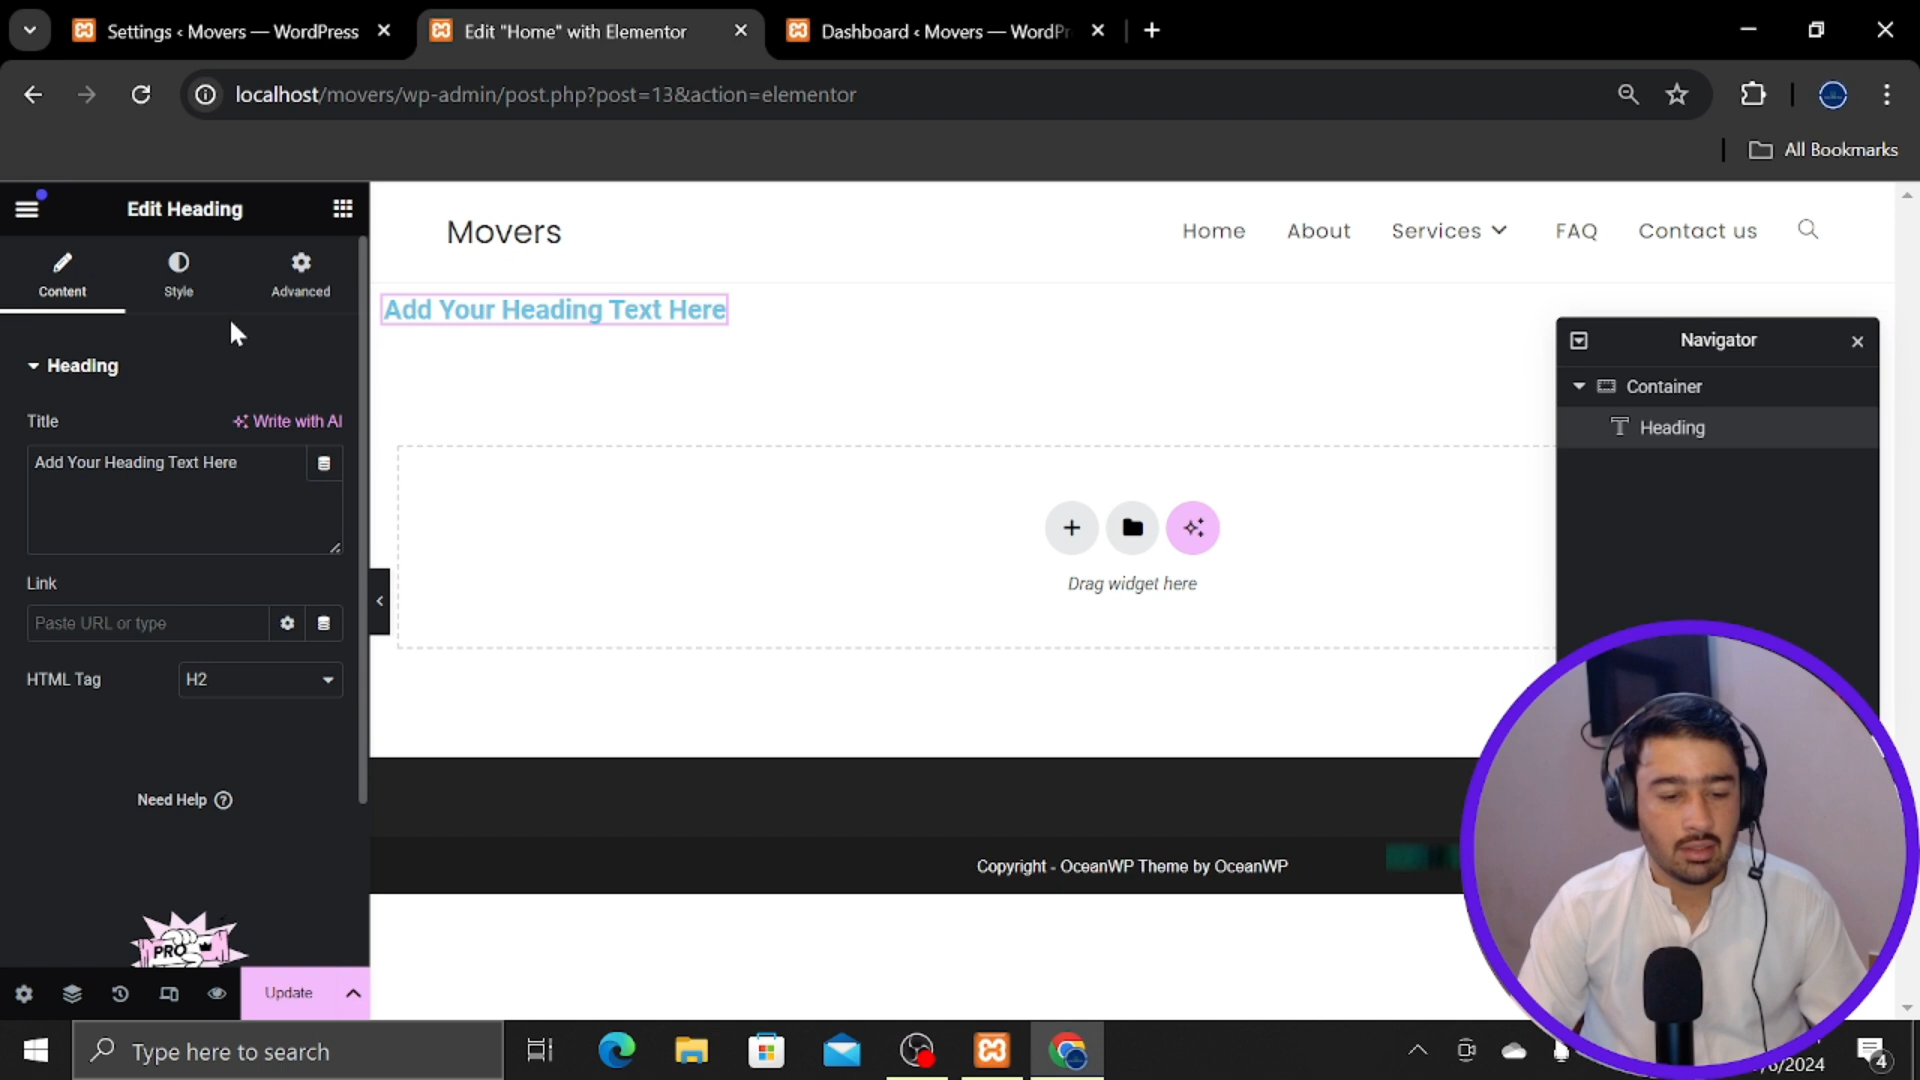 Settings ‹ Movers — WordPress
Edit "Home" with Elementor
Dashboard ‹ Movers — WordPr
localhost/movers/wp-admin/post.php?post=13&action=elementor
All Bookmarks
Edit Heading
Content
Style
Advanced
Heading
Title
Write with AI
Add Your Heading Text Here
Link
Paste URL or type
HTML Tag
H2
Need Help
PRO
Update
Movers
Home
About
Services
FAQ
Contact us
Add Your Heading Text Here
Drag widget here
Copyright - OceanWP Theme by OceanWP
Navigator
Container
Heading
Type here to search
/6/2024
4